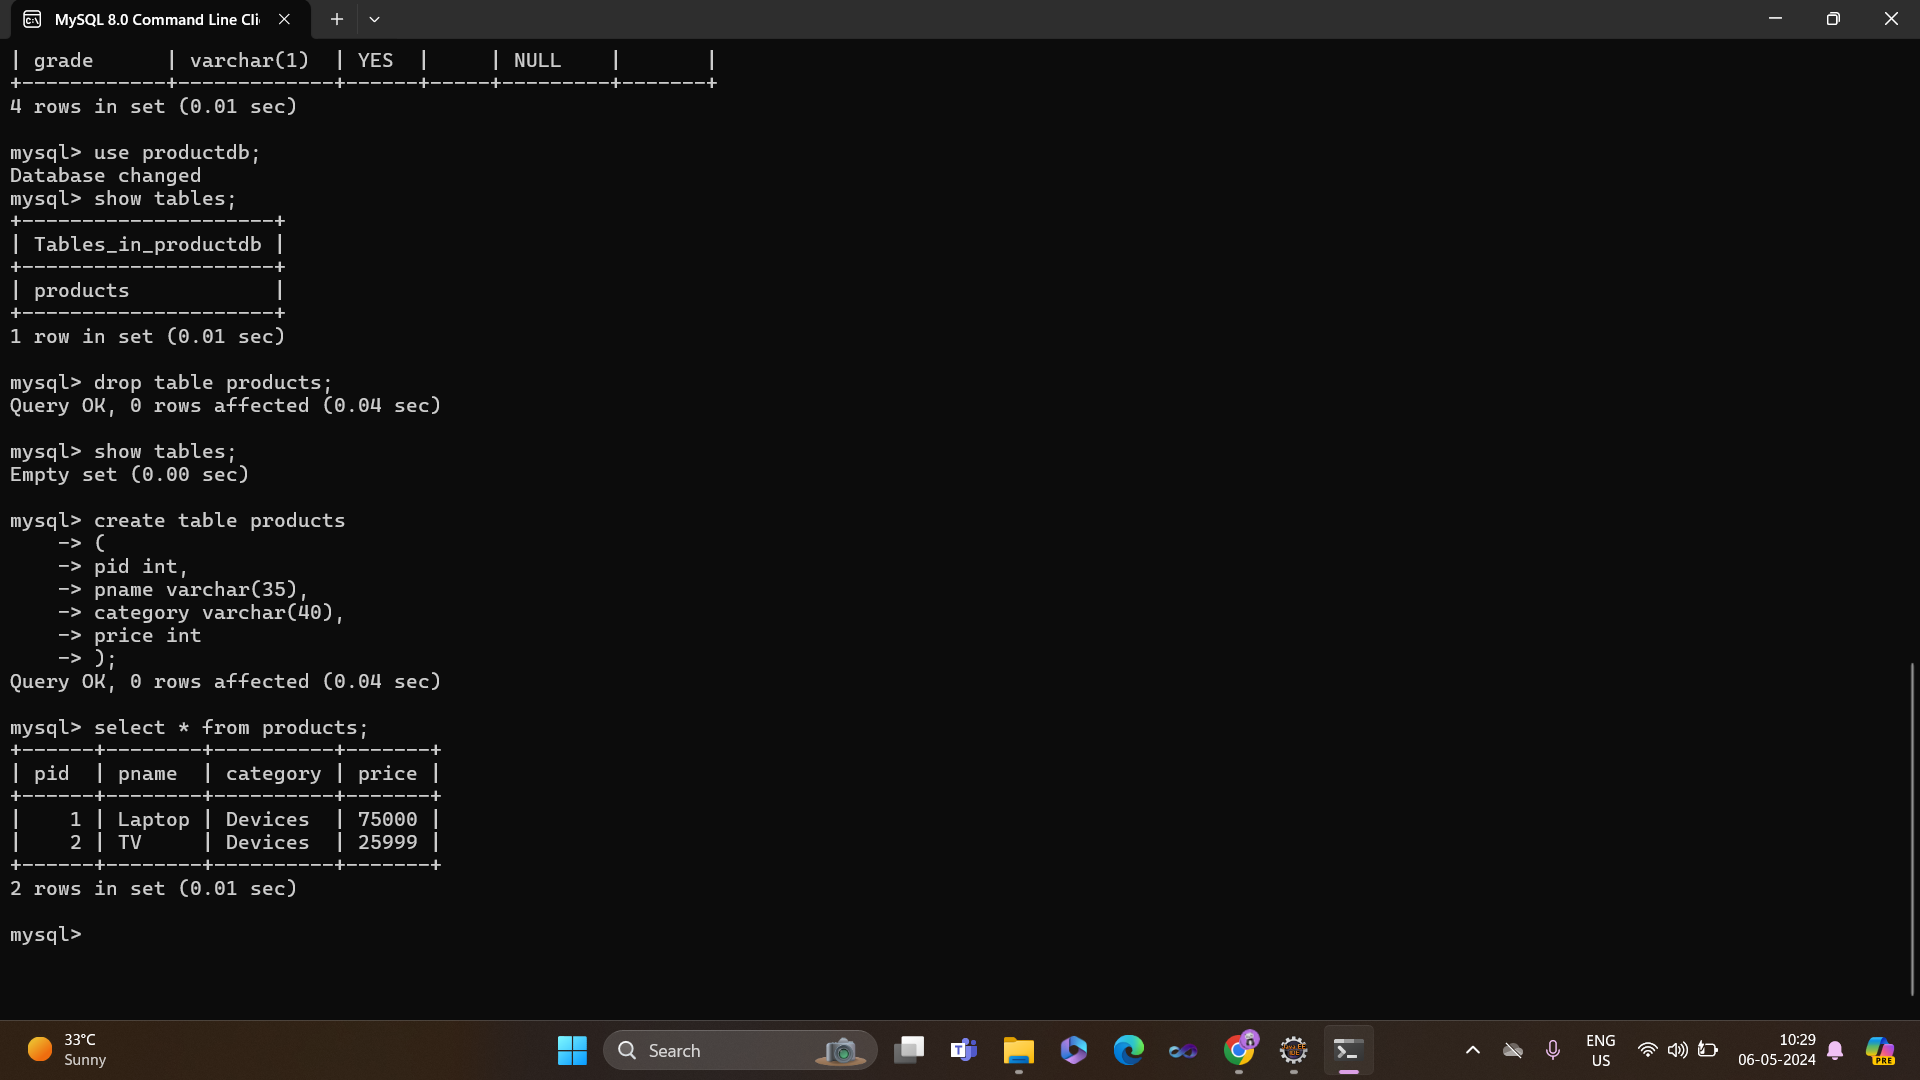 MySQL 8.0 Command Line Cli
| grade      | varchar(1)  | YES  |     | NULL    |       |
+------------+-------------+------+-----+---------+-------+
4 rows in set (0.01 sec)
mysql> use productdb;
Database changed
mysql> show tables;
+---------------------+
| Tables_in_productdb |
+---------------------+
| products            |
+---------------------+
1 row in set (0.01 sec)
mysql> drop table products;
Query OK, 0 rows affected (0.04 sec)
mysql> show tables;
Empty set (0.00 sec)
mysql> create table products
    -> (
    -> pid int,
    -> pname varchar(35),
    -> category varchar(40),
    -> price int
    -> );
Query OK, 0 rows affected (0.04 sec)
mysql> select * from products;
+------+--------+----------+-------+
| pid  | pname  | category | price |
+------+--------+----------+-------+
|    1 | Laptop | Devices  | 75000 |
|    2 | TV     | Devices  | 25999 |
+------+--------+----------+-------+
2 rows in set (0.01 sec)
mysql>
33°C
Sunny
Search
ENG
US
10:29
06-05-2024
PRE